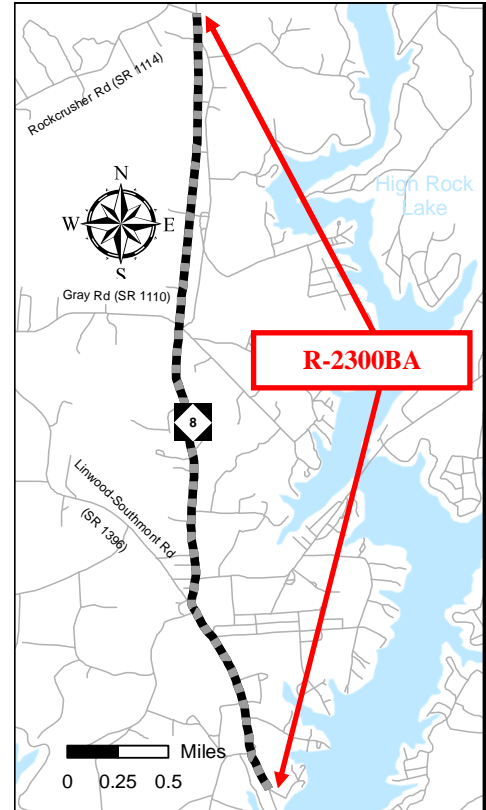 Rockcrusher Rd (SR 1114)
High Rock
Lake
N
W E
S
Gray Rd (SR 1110)
R-2300BA
8
Linwood-Southmont Rd
(SR 1396)
Miles
0 0.25 0.5